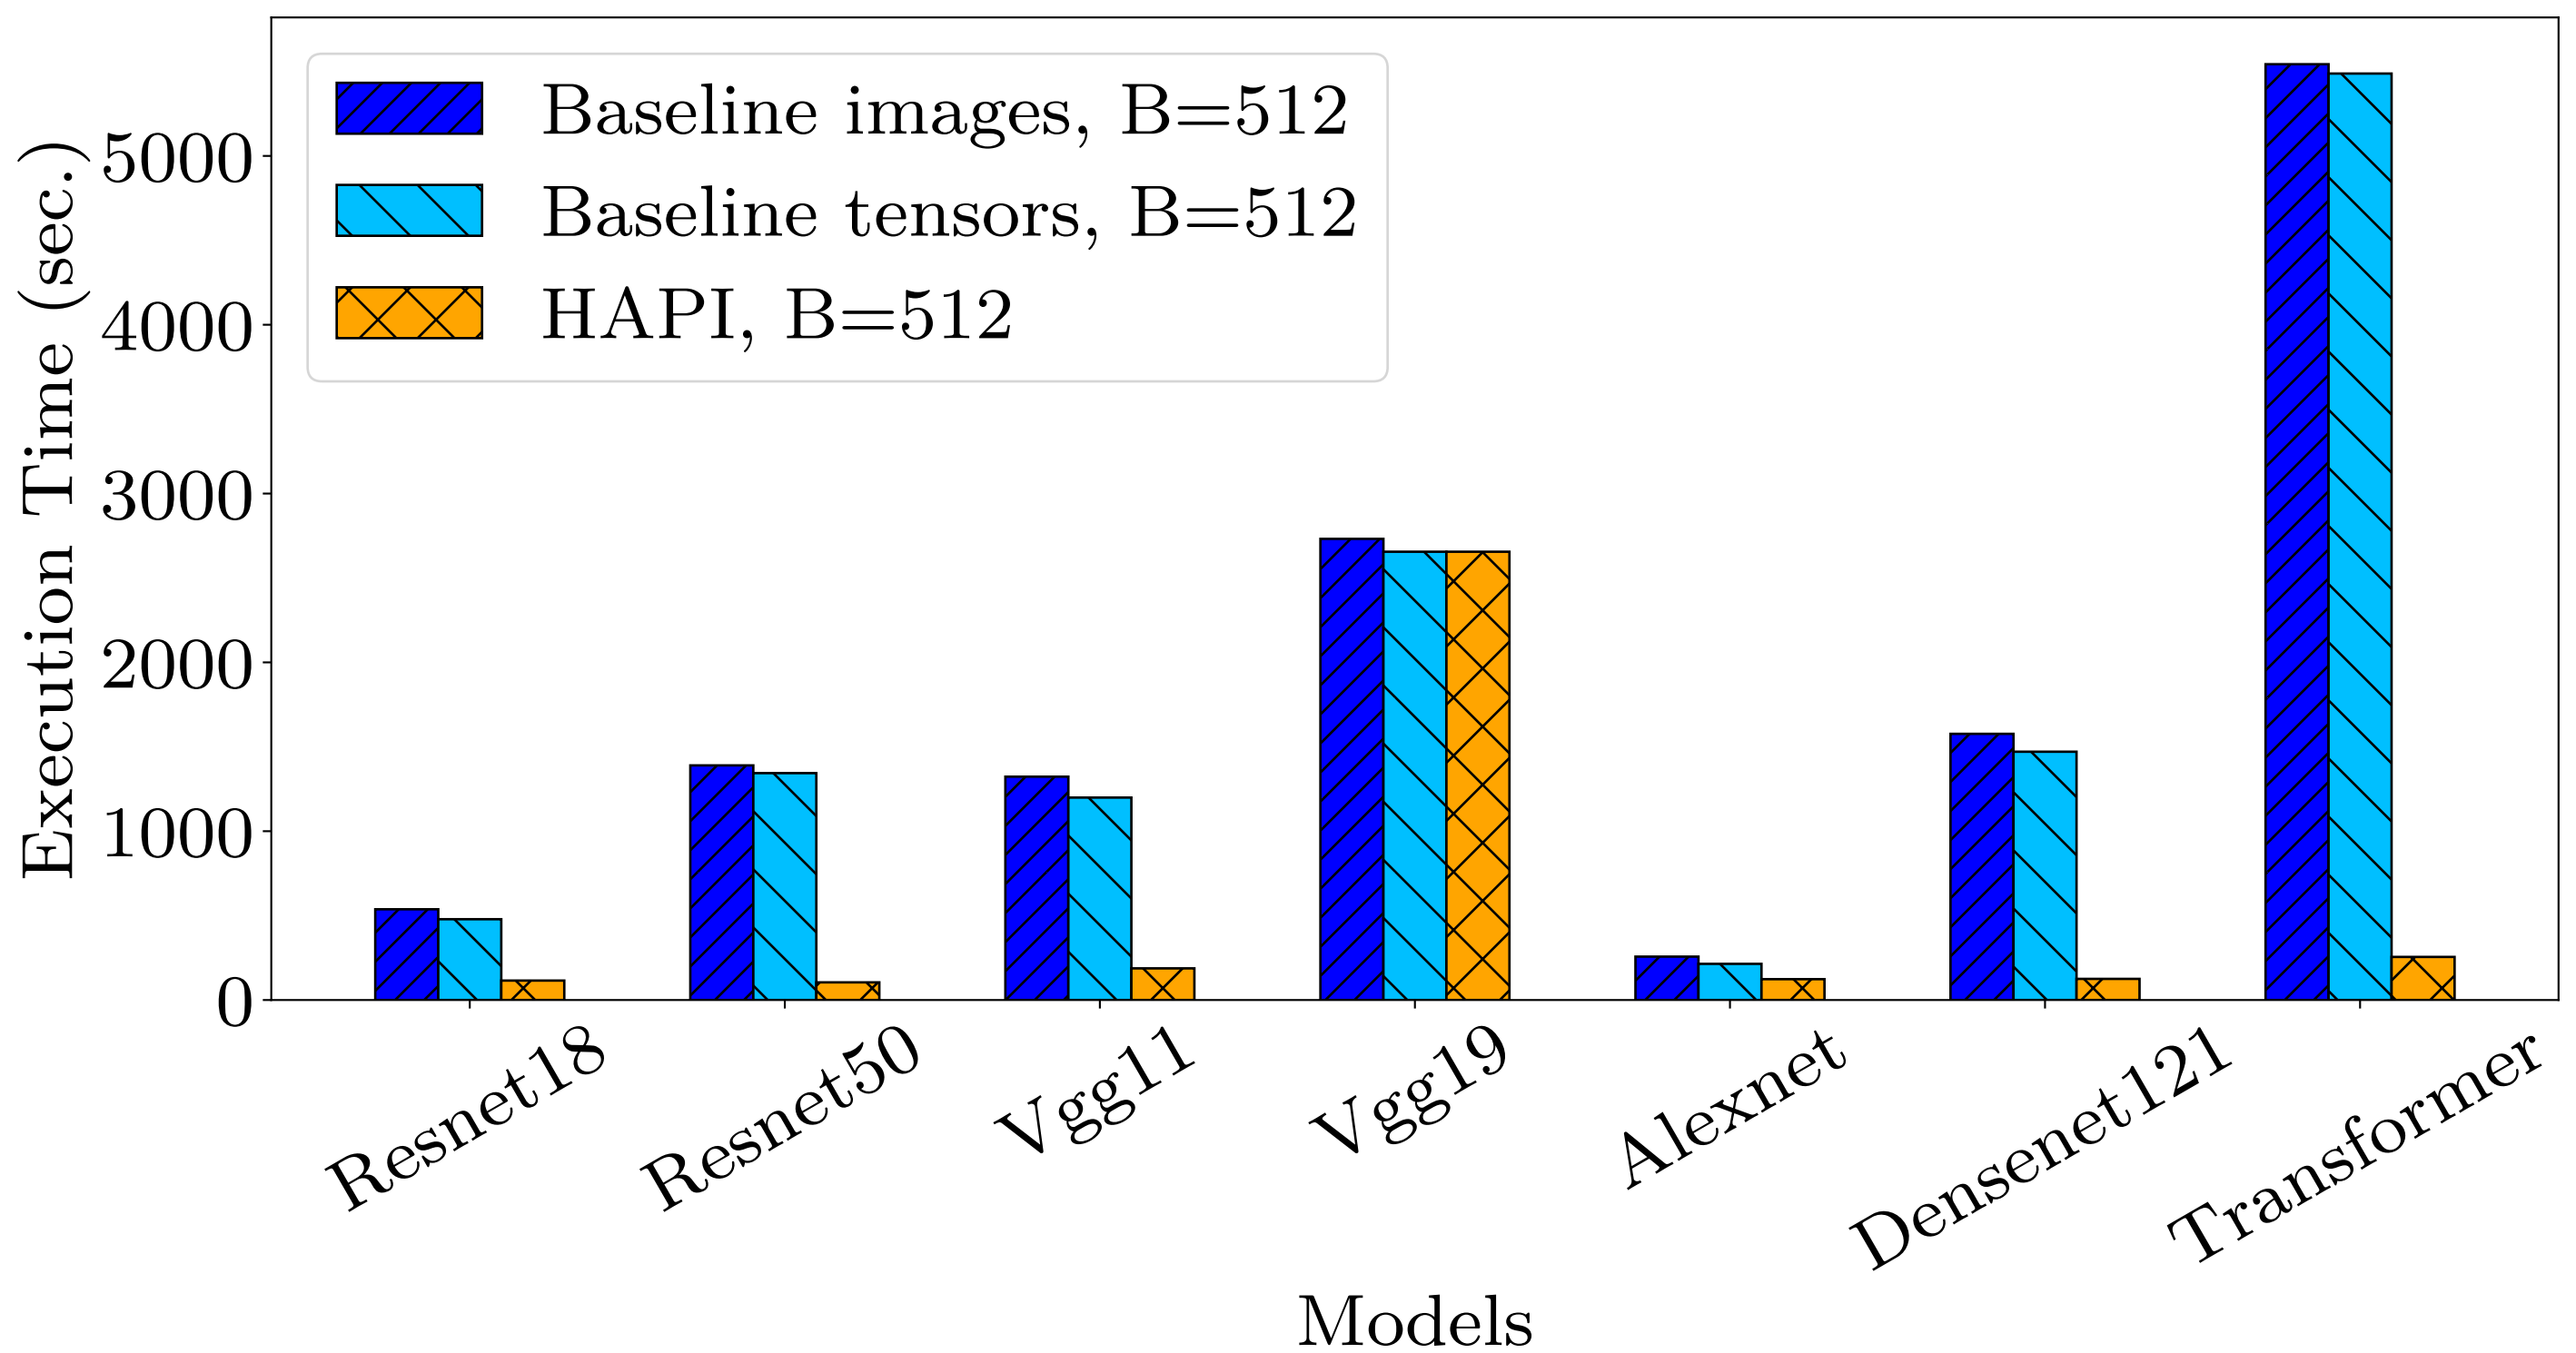 Baseline images, B=512
Baseline tensors, B=512
HAPI, B=512
Execution Time (sec.)
5000
4000
3000
2000
1000
0
Resnet18
Resnet50
Vgg11
Vgg19
Alexnet
Densenet121
Transformer
Models